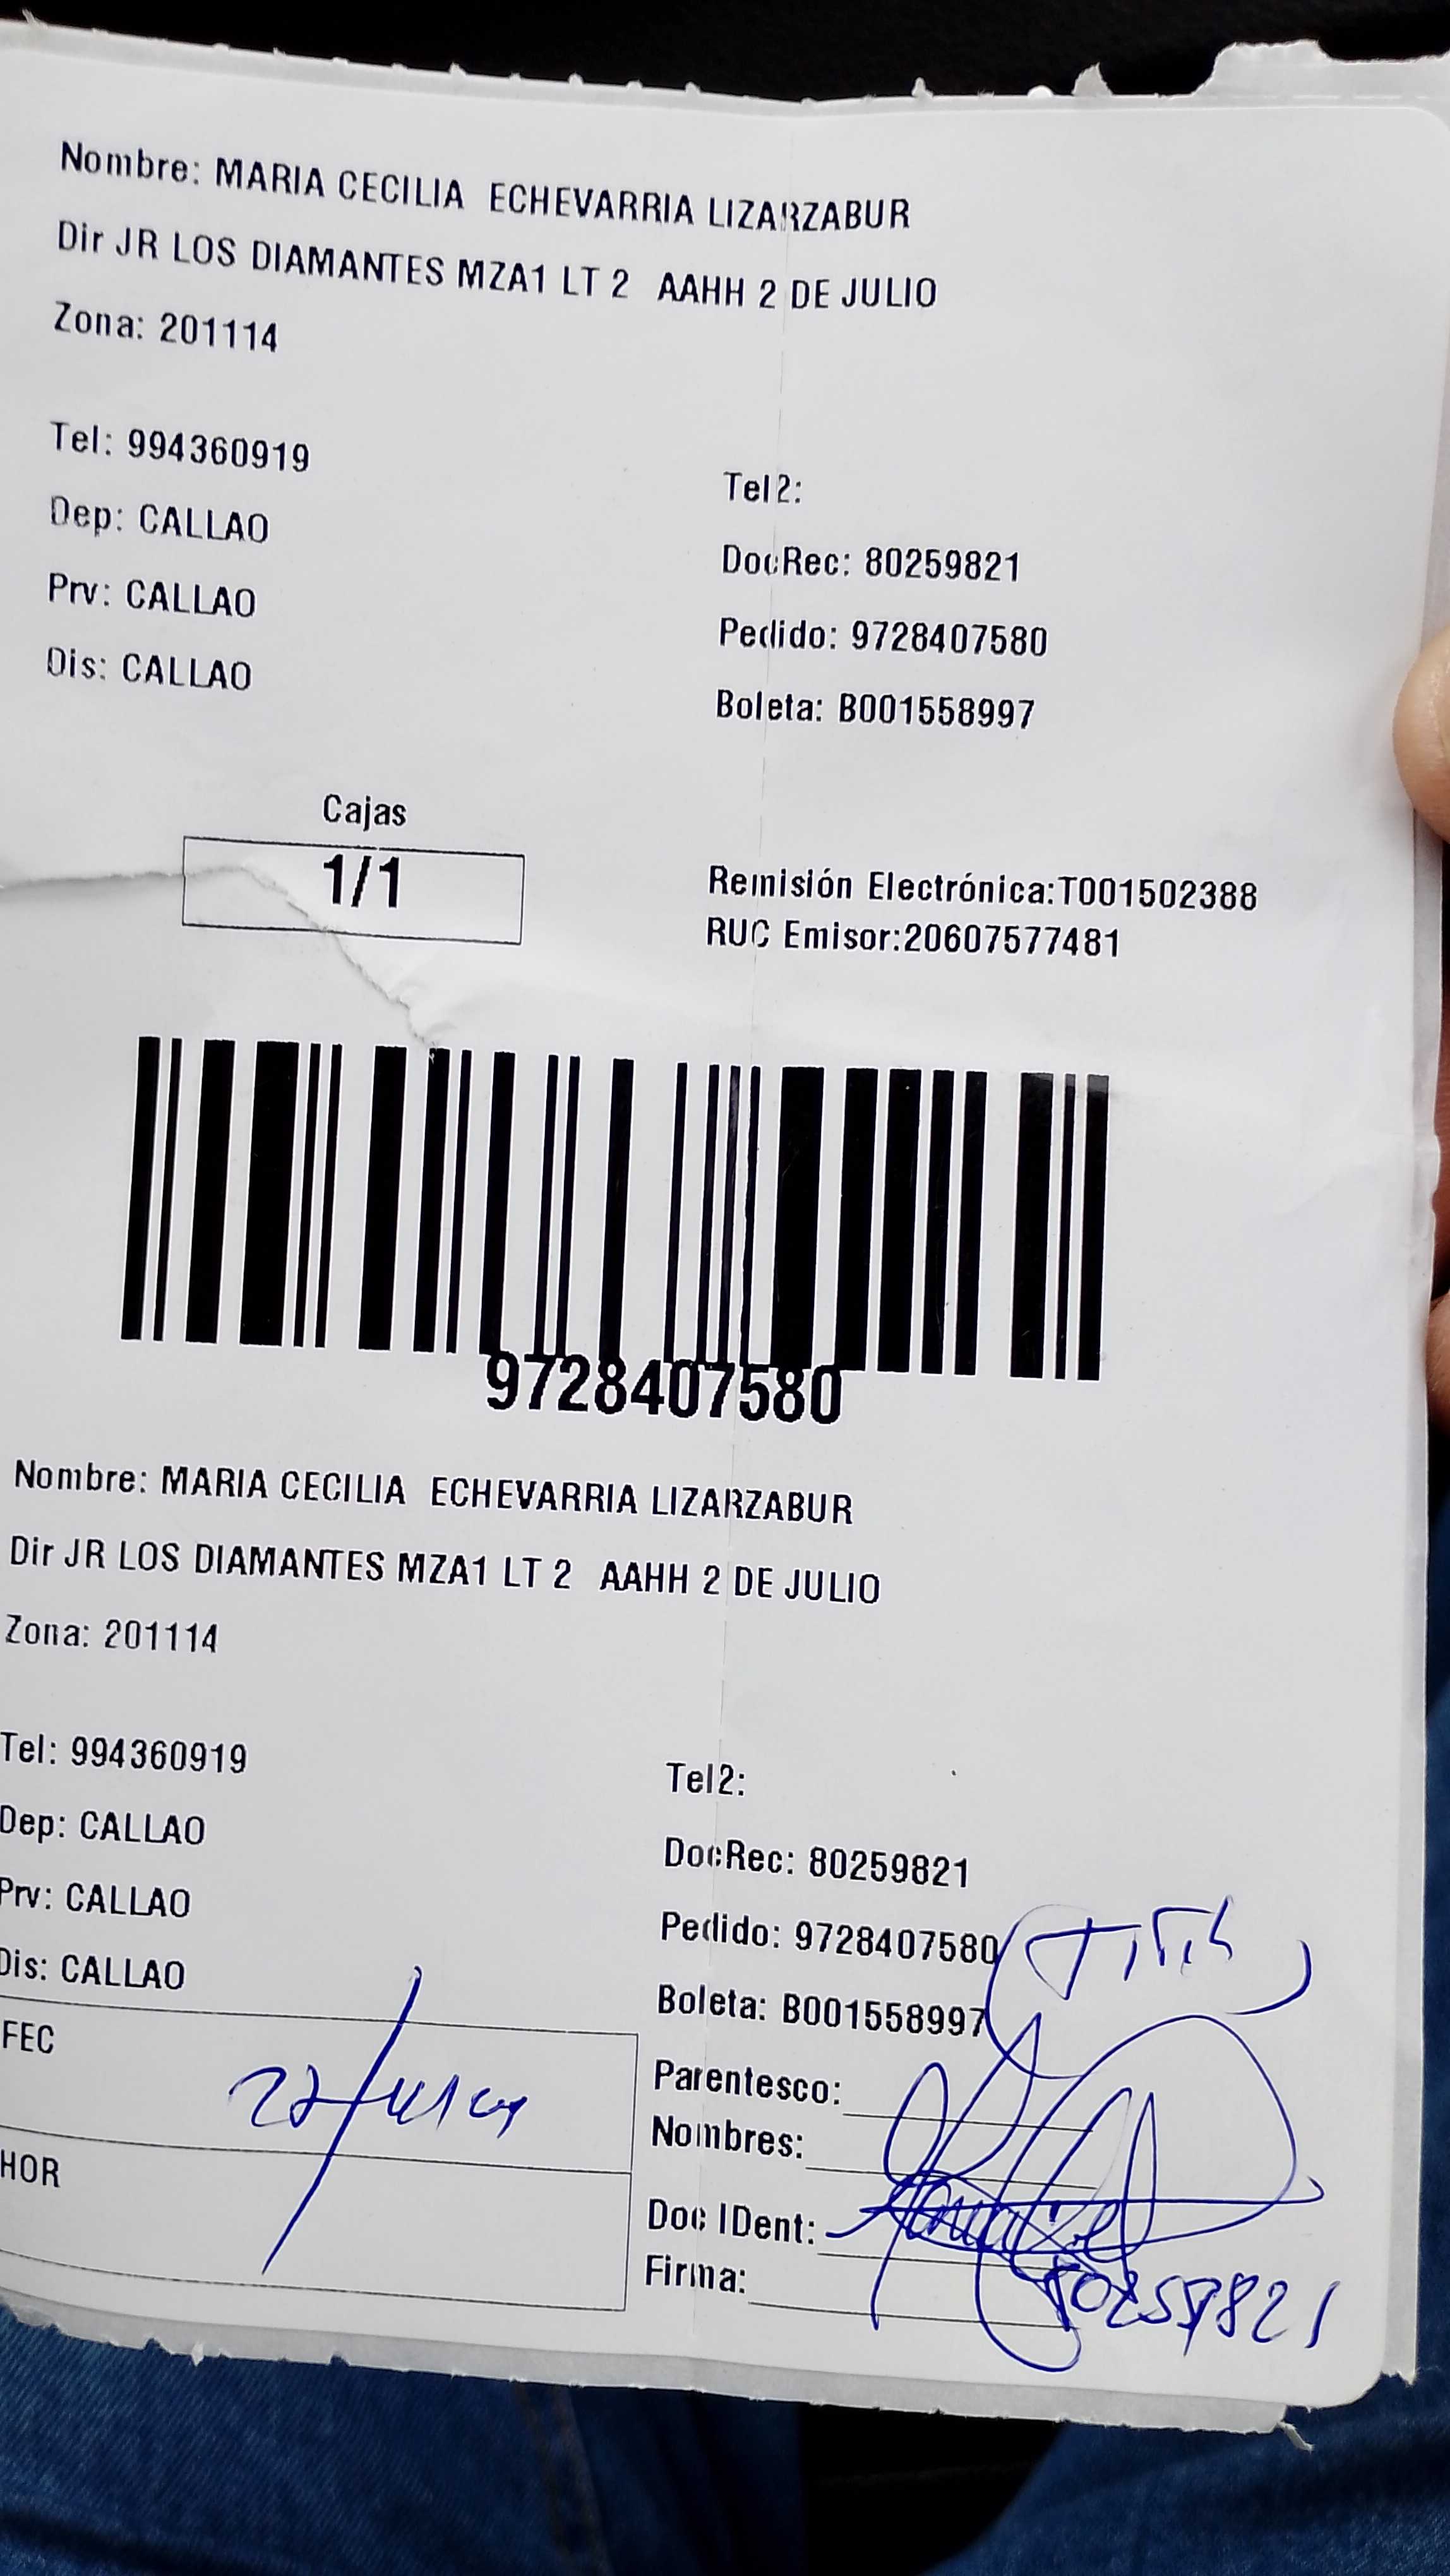 Nombre: MARIA CECILIA ECHEVARRIA LIZARZABUR
Dir JR LOS DIAMANTES MZA1 LT 2 AAHH 2 DE JULIO
Zona: 201114
Tel: 994360919
Tel2:
Dep: CALLAO
DocRec: 80259821
Prv: CALLAO
Pedido: 9728407580
Dis: CALLAO
Boleta: B001558997
Cajas
1/1
Remisión Electrónica:T001502388
RUC Emisor:20607577481
9728407580
Nombre: MARIA CECILIA ECHEVARRIA LIZARZABUR
Dir JR LOS DIAMANTES MZA1 LT 2 AAHH 2 DE JULIO
Zona: 201114
Tel: 994360919
Tel2:
Dep: CALLAO
DocRec: 80259821
Prv: CALLAO
Pedido: 9728407580
Dis: CALLAO
Boleta: B001558997
FEC
Parentesco:
Nombres:
HOR
Doc IDent:
Firma:
80259821